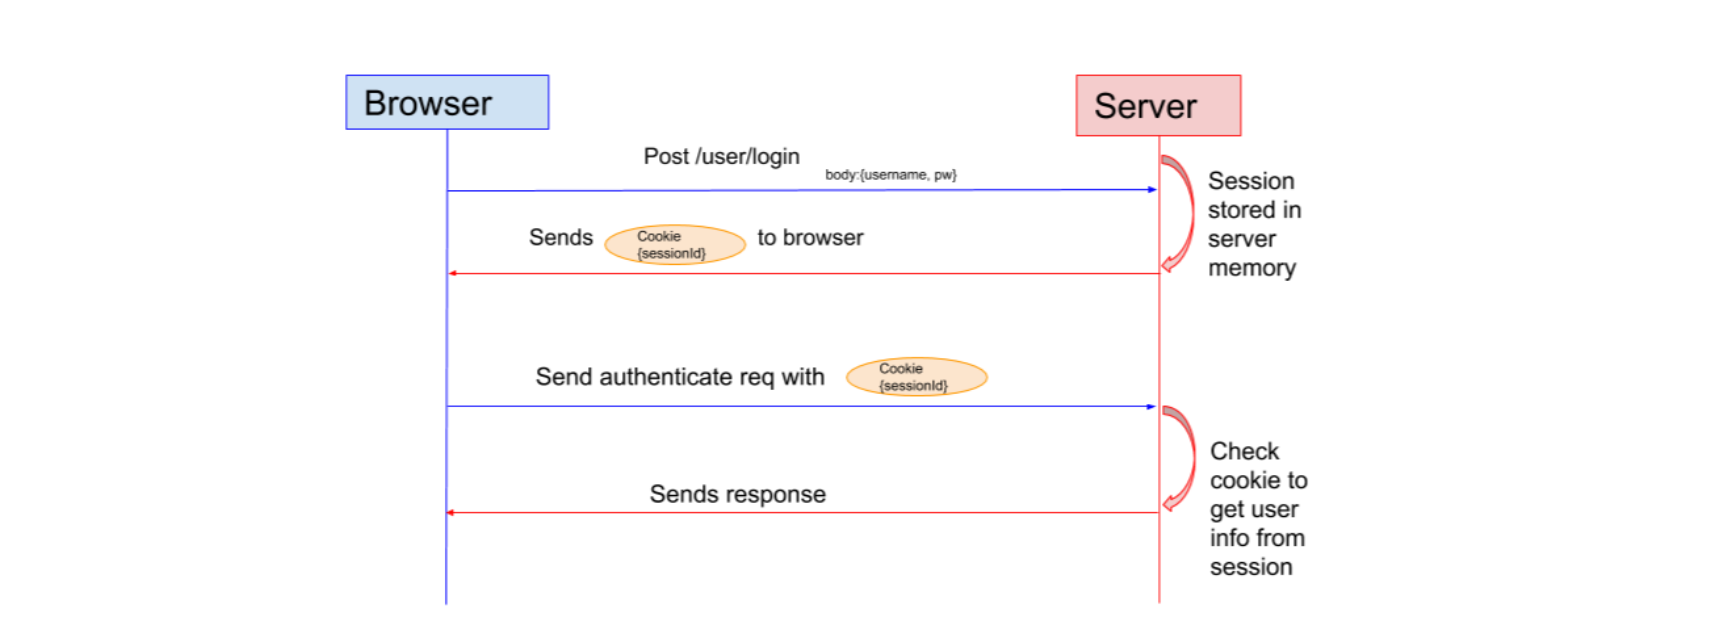 Browser
Server
Post /user/login
body:{username, pw}
Session
stored in
server
memory
Sends
Cookie
{sessionId}
to browser
Send authenticate req with
Cookie
{sessionId}
Check
cookie to
get user
info from
session
Sends response